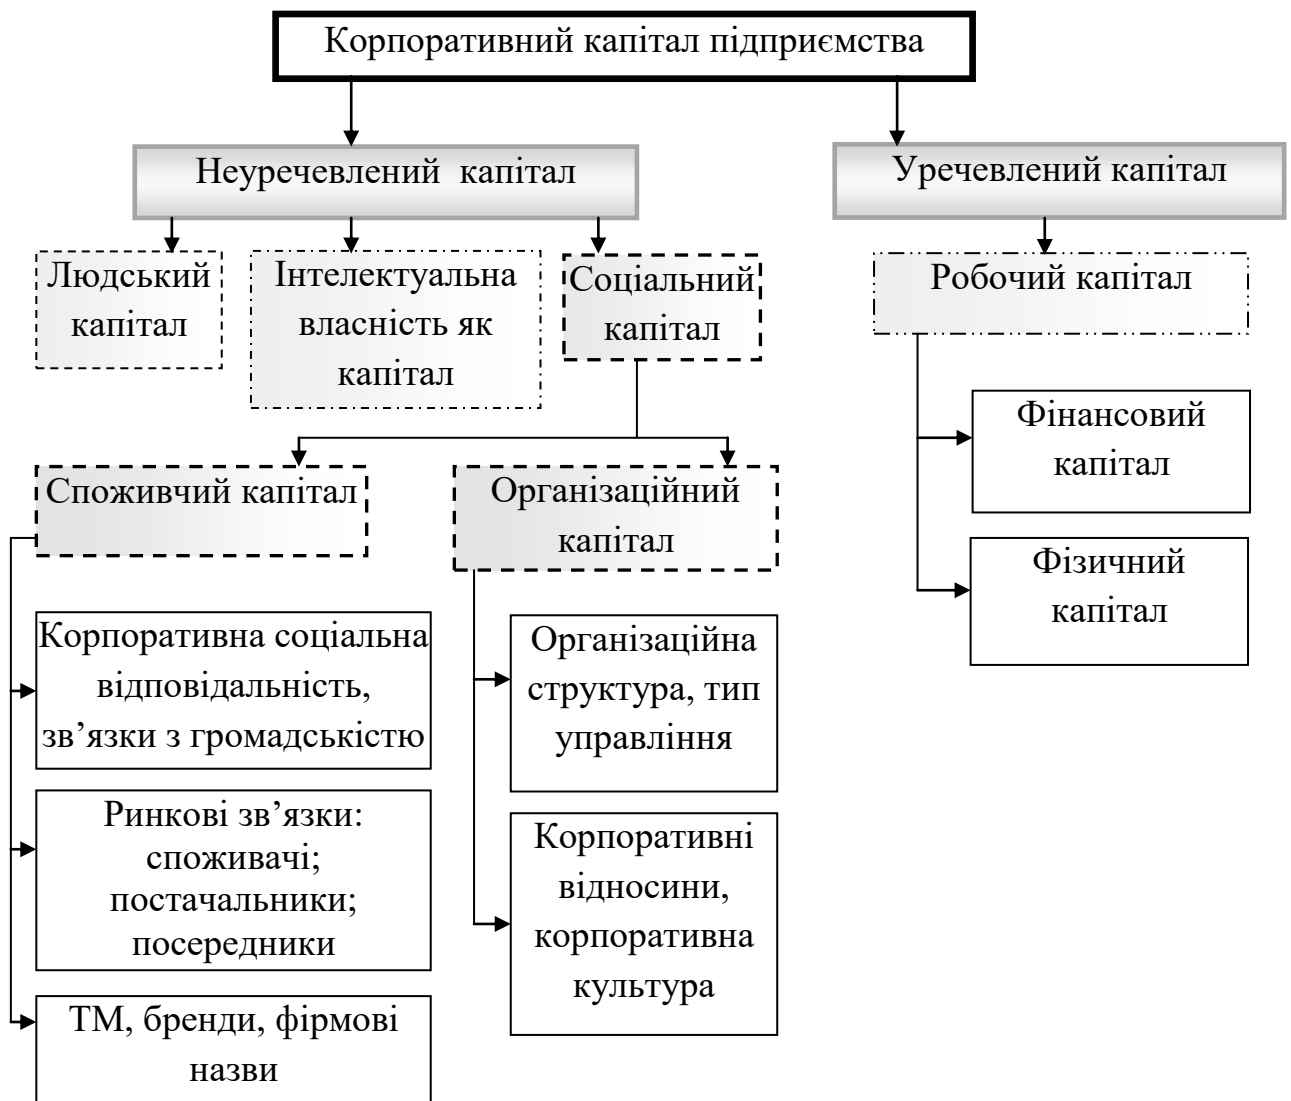 Корпоративний капітал підприємства
Неуречевлений капітал
Уречевлений капітал
Людський
капітал
Інтелектуальна
власність як
капітал
Соціальний
капітал
Робочий капітал
Фінансовий
капітал
Фізичний
капітал
Споживчий капітал
Організаційний
капітал
Корпоративна соціальна
відповідальність,
зв’язки з громадськістю
Ринкові зв’язки:
споживачі;
постачальники;
посередники
ТМ, бренди, фірмові
назви
Організаційна
структура, тип
управління
Корпоративні
відносини,
корпоративна
культура